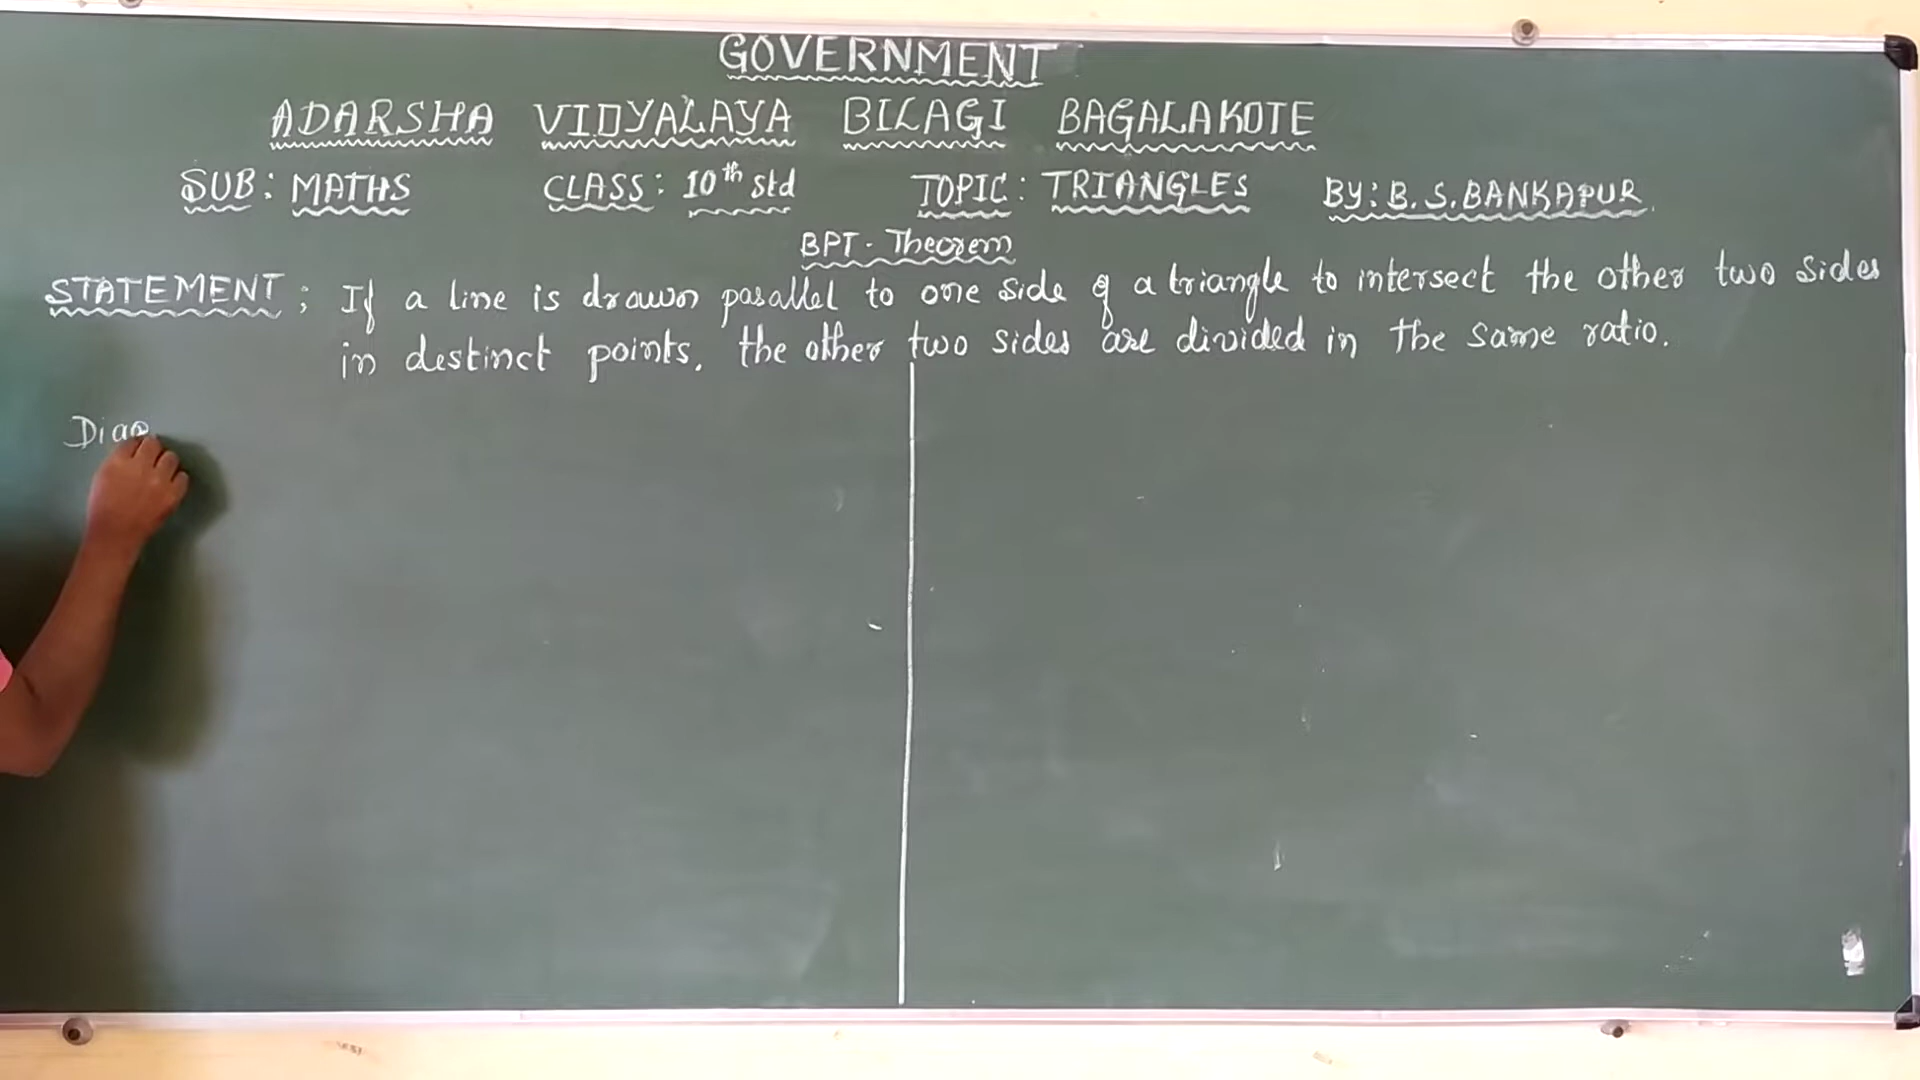 GOVERNMENT
ADARSHA VIDYALAYA BILAGI BAGALAKOTE
SUB: MATHS CLASS: 10th std TOPIC: TRIANGLES BY: B. S. BANKAPUR.
BPT - Theorem
STATEMENT; If a line is drawn parallel to one side of a triangle to intersect the other two sides
in destinct points. the other two sides are divided in the same ratio.
Diag